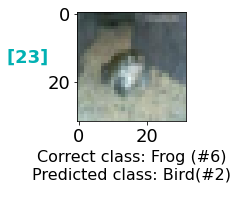 0
[23]
20
0 20
Correct class: Frog (#6)
Predicted class: Bird(#2)